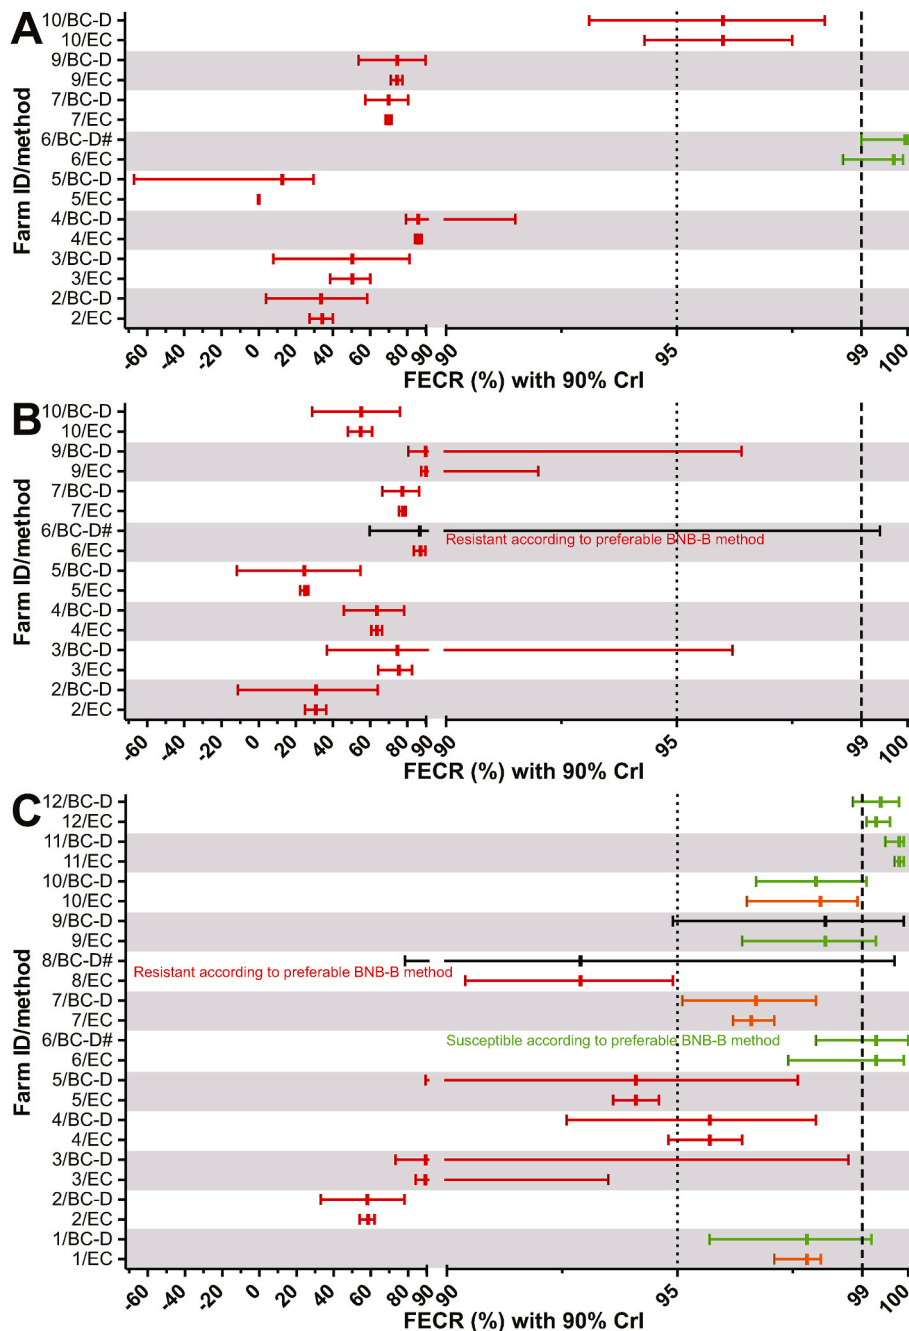 A
Farm ID/method
10/BC-D
10/EC
9/BC-D
9/EC
7/BC-D
7/EC
6/BC-D#
6/EC
5/BC-D
5/EC
4/BC-D
4/EC
3/BC-D
3/EC
2/BC-D
2/EC
-60 0 20 40 60 80 90 90 95 99 100
FECR (%) with 90% CrI
B
Farm ID/method
10/BC-D
10/EC
9/BC-D
9/EC
7/BC-D
7/EC
6/BC-D#
Resistant according to preferable BNB-B method
6/EC
5/BC-D
5/EC
4/BC-D
4/EC
3/BC-D
3/EC
2/BC-D
2/EC
-60 0 20 40 60 80 90 90 95 99 100
FECR (%) with 90% CrI
C
Farm ID/method
12/BC-D
12/EC
11/BC-D
11/EC
10/BC-D
10/EC
9/BC-D
9/EC
8/BC-D#
Resistant according to preferable BNB-B method
8/EC
7/BC-D
7/EC
6/BC-D#
Susceptible according to preferable BNB-B method
6/EC
5/BC-D
5/EC
4/BC-D
4/EC
3/BC-D
3/EC
2/BC-D
2/EC
1/BC-D
1/EC
-60 0 20 40 60 80 90 90 95 99 100
FECR (%) with 90% CrI